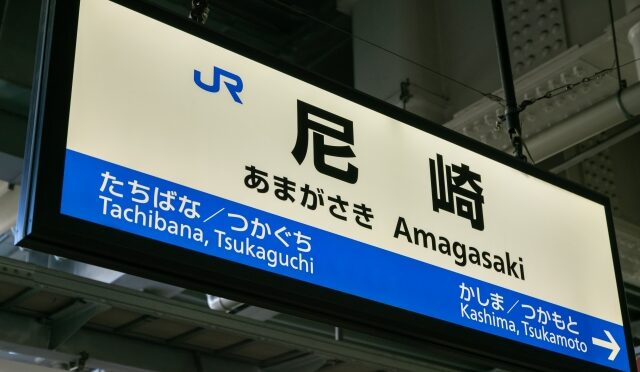 JR
尼崎
あまがさき Amagasaki
たちばな／つかぐち
Tachibana, Tsukaguchi
かしま／つかもと
Kashima, Tsukamoto →